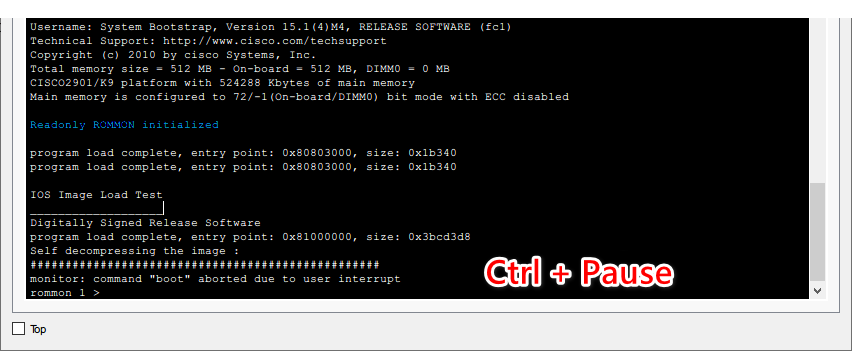 Username: System Bootstrap, Version 15.1(4)M4, RELEASE SOFTWARE (fc1)
Technical Support: http://www.cisco.com/techsupport
Copyright (c) 2010 by cisco Systems, Inc.
Total memory size = 512 MB - On-board = 512 MB, DIMM0 = 0 MB
CISCO2901/K9 platform with 524288 Kbytes of main memory
Main memory is configured to 72/-1(On-board/DIMM0) bit mode with ECC disabled
Readonly ROMMON initialized
program load complete, entry point: 0x80803000, size: 0x1b340
program load complete, entry point: 0x80803000, size: 0x1b340
IOS Image Load Test
___________________
Digitally Signed Release Software
program load complete, entry point: 0x81000000, size: 0x3bcd3d8
Self decompressing the image :
##################################################
monitor: command "boot" aborted due to user interrupt
rommon 1 >
Ctrl + Pause
Top